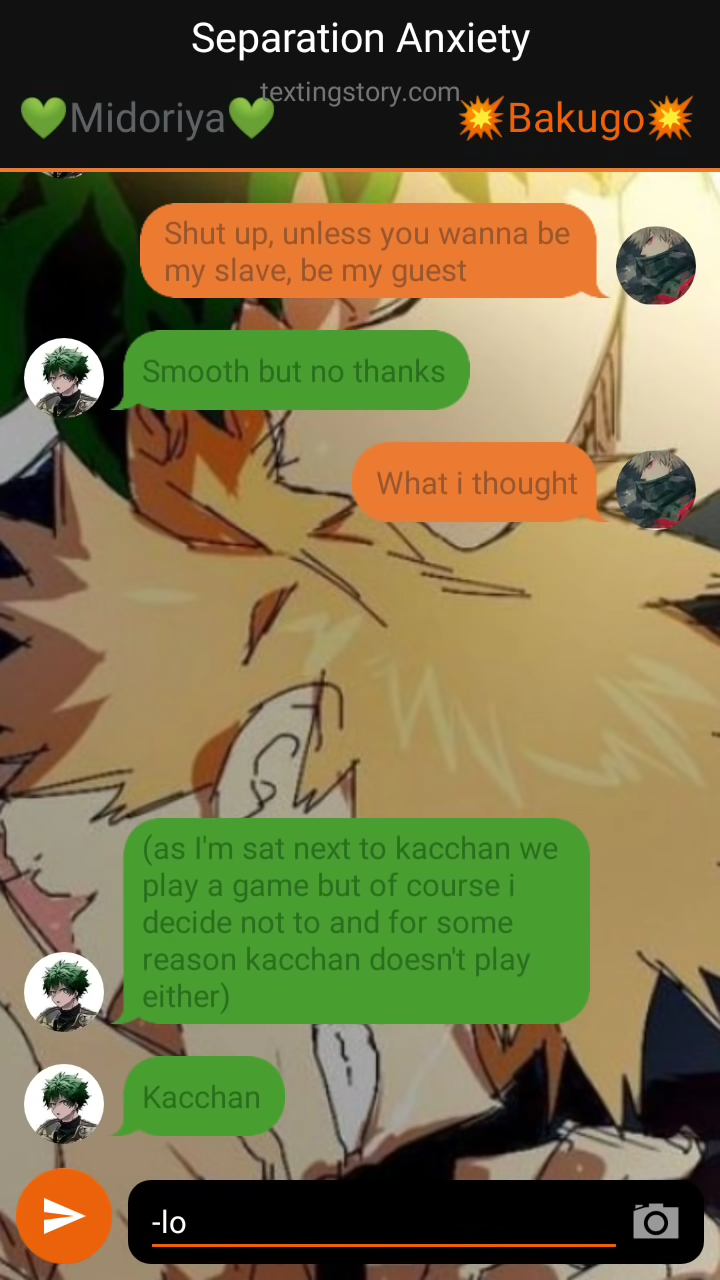 Separation Anxiety
textingstory.com
💚Midoriya💚
💥Bakugo💥
Shut up, unless you wanna be
my slave, be my guest
Smooth but no thanks
What i thought
(as I'm sat next to kacchan we
play a game but of course i
decide not to and for some
reason kacchan doesn't play
either)
Kacchan
-lo